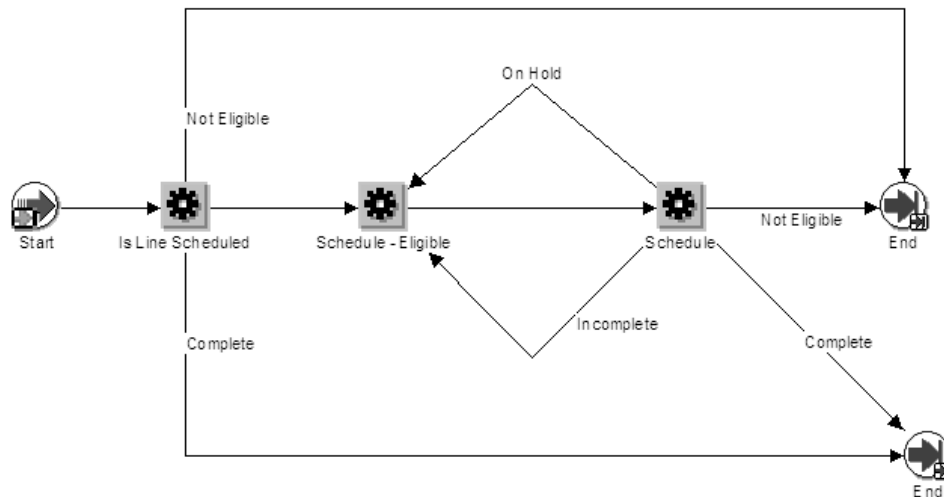 On Hold
Not Eligible
Start
Is Line Scheduled
Schedule - Eligible
Schedule
Not Eligible
End
Incomplete
Complete
Complete
End